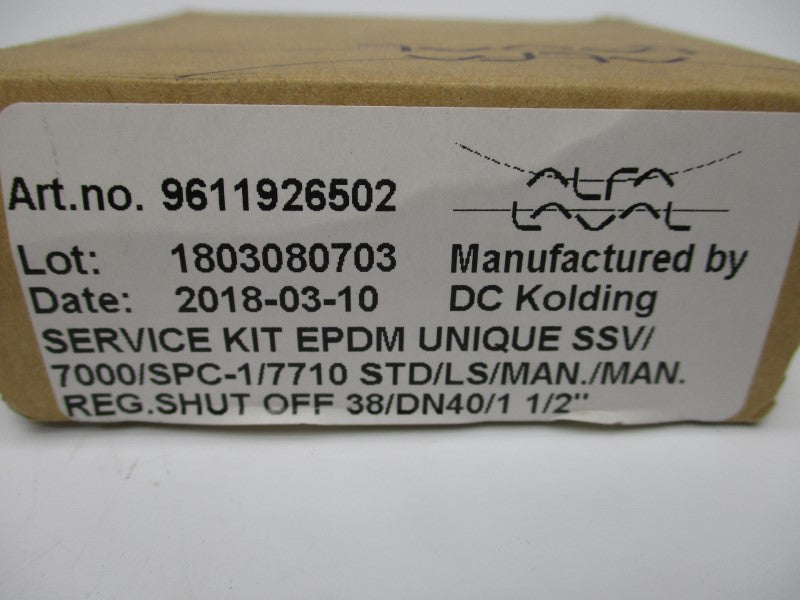 Art.no. 9611926502
ALFA
LAVAL
Lot: 1803080703
Manufactured by
Date: 2018-03-10
DC Kolding
SERVICE KIT EPDM UNIQUE SSV/
7000/SPC-1/7710 STD/LS/MAN./MAN.
REG.SHUT OFF 38/DN40/1 1/2"